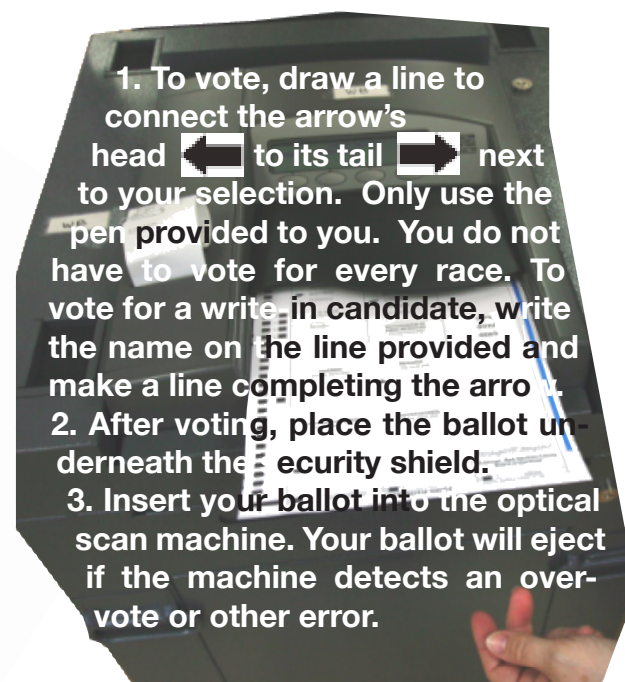 1. To vote, draw a line to
connect the arrow's
head to its tail next
to your selection. Only use the
pen provided to you. You do not
have to vote for every race. To
vote for a write-in candidate, write
the name on the line provided and
make a line completing the arro .
2. After voting, place the ballot un-
derneath the ecurity shield.
3. Insert your ballot into the optical
scan machine. Your ballot will eject
if the machine detects an over-
vote or other error.